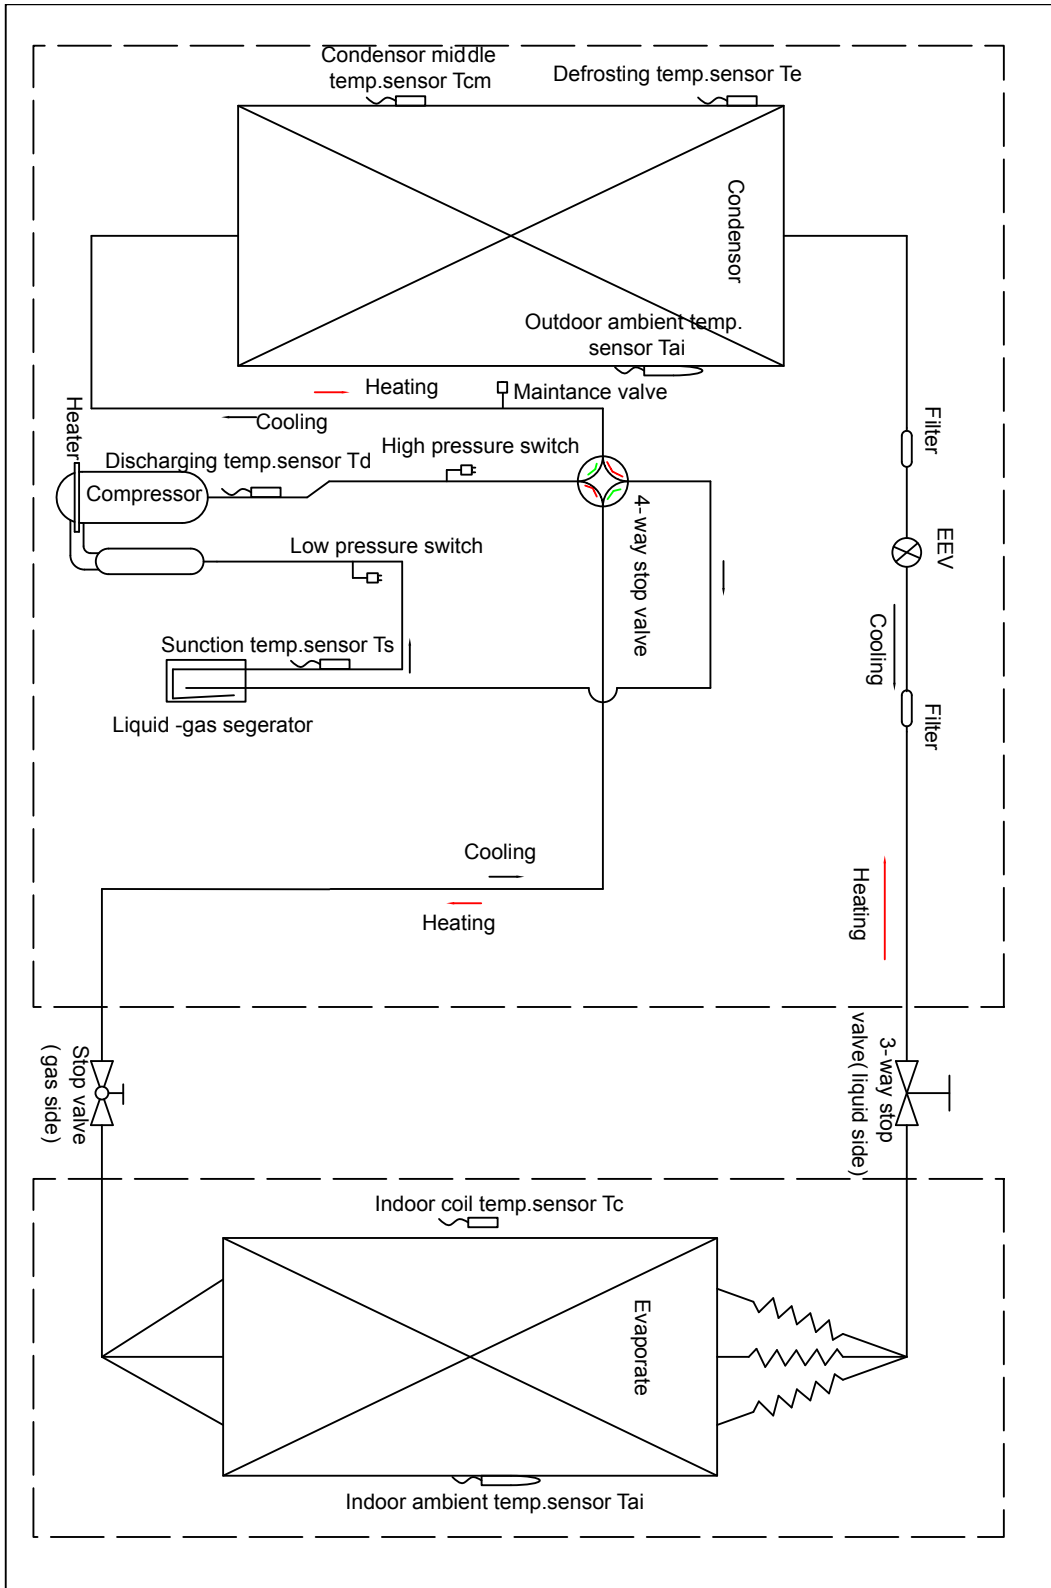 Condensor middle
temp.sensor Tcm
Defrosting temp.sensor Te
Condensor
Outdoor ambient temp.
sensor Tai
Heating
Maintance valve
Cooling
Heater
High pressure switch
Discharging temp.sensor Td
Compressor
4-way stop valve
Filter
EEV
Low pressure switch
Cooling
Sunction temp.sensor Ts
Liquid -gas segerator
Filter
Cooling
Heating
Heating
Stop valve
(gas side)
3-way stop
valve(liquid side)
Indoor coil temp.sensor Tc
Evaporate
Indoor ambient temp.sensor Tai